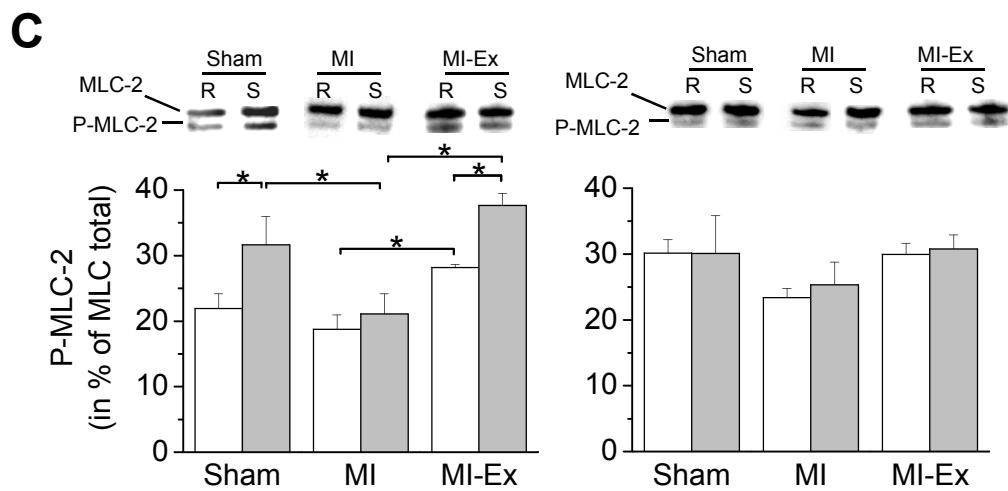 C
Sham MI MI-Ex
R S R S R S
MLC-2
P-MLC-2
Sham MI MI-Ex
R S R S R S
MLC-2
P-MLC-2
P-MLC-2
(in % of MLC total)
40
30
20
10
0
* * * * *
Sham MI MI-Ex
40
30
20
10
0
Sham MI MI-Ex